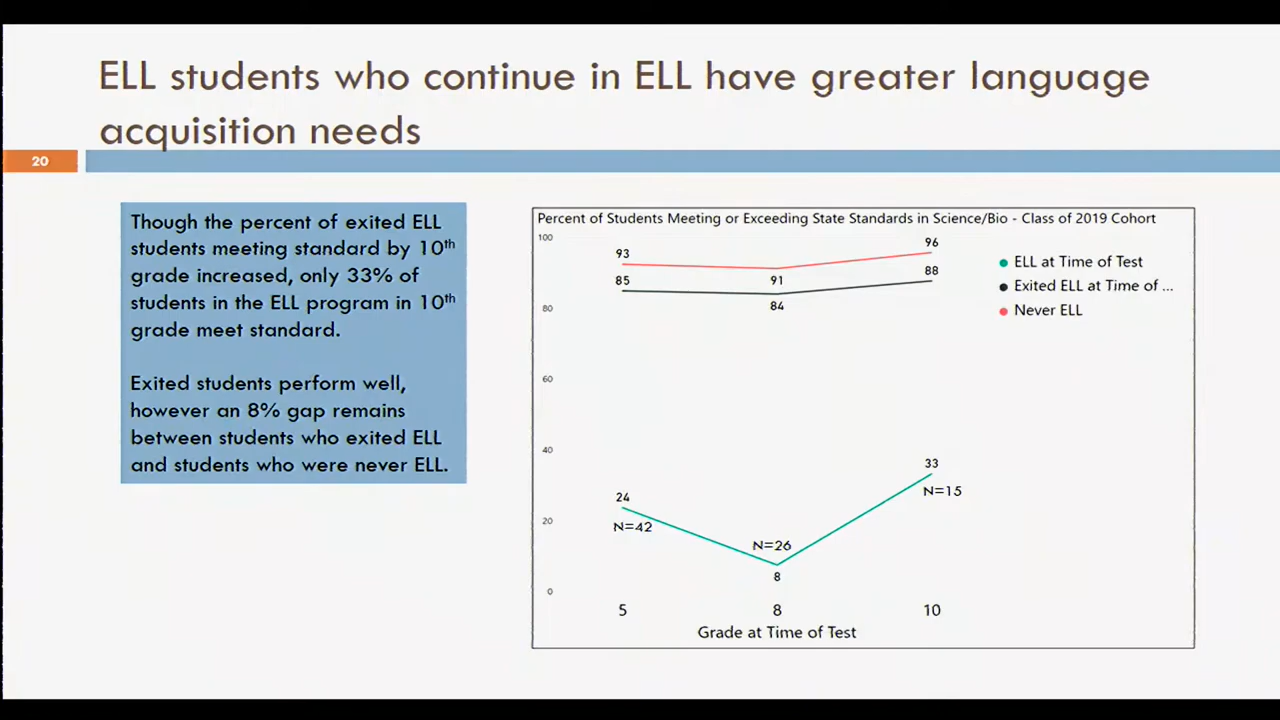 ELL students who continue in ELL have greater language
acquisition needs
20
Though the percent of exited ELL
students meeting standard by 10th
grade increased, only 33% of
students in the ELL program in 10th
grade meet standard.
Exited students perform well,
however an 8% gap remains
between students who exited ELL
and students who were never ELL.
Percent of Students Meeting or Exceeding State Standards in Science/Bio - Class of 2019 Cohort
100
80
60
40
20
0
93
91
96
85
84
88
24
N=42
N=26
8
33
N=15
ELL at Time of Test
Exited ELL at Time of ...
Never ELL
5 8 10
Grade at Time of Test